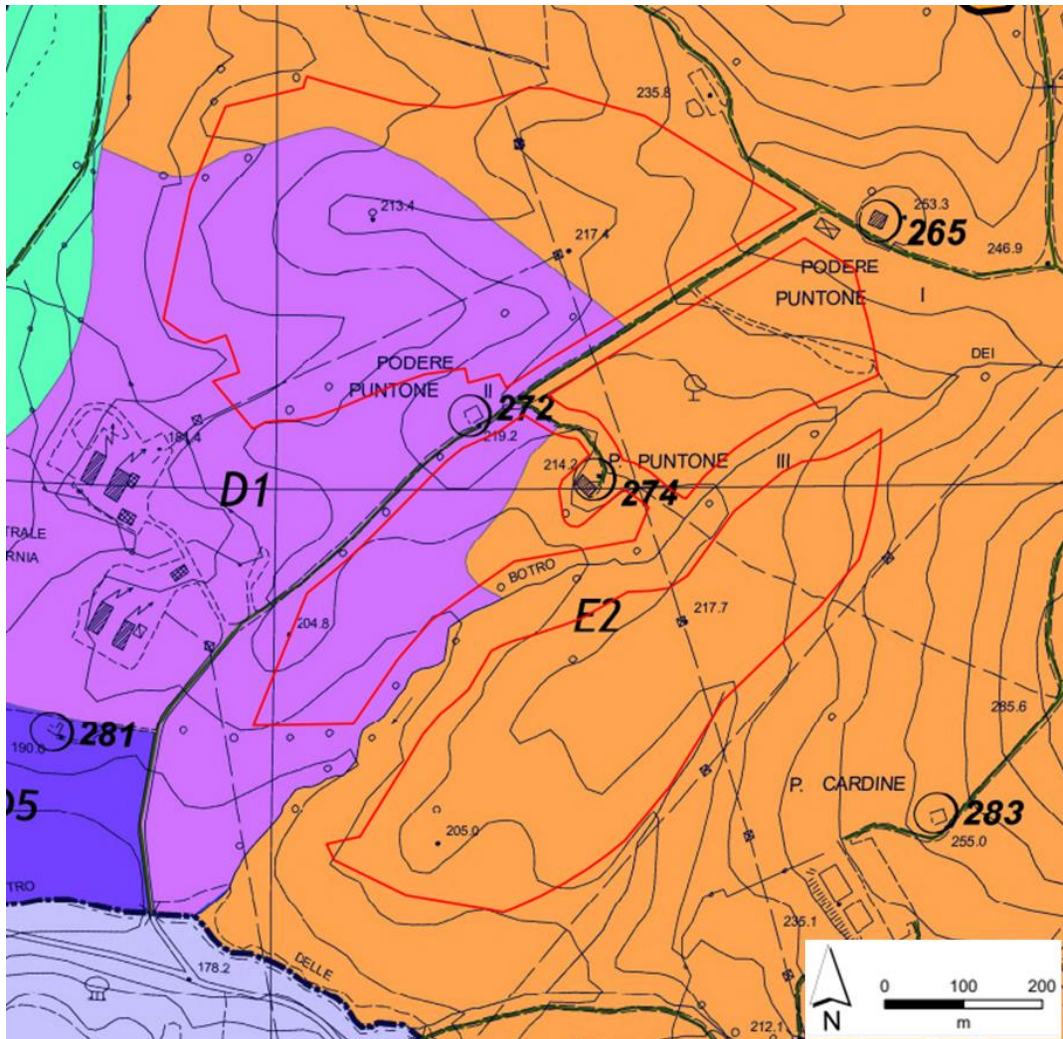 235.8
213.4
253.3
265
217.4
246.9
PODERE
PUNTONE I
DEI
PODERE
PUNTONE II
272
219.2
181.4
214.2
P. PUNTONE III
274
D1
TRALE
RNIA
BOTRO
E2
217.7
204.8
285.6
281
190.0
D5
P. CARDINE
283
205.0
255.0
TRO
235.1
DELLE
178.2
212.1
0 100 200
N m